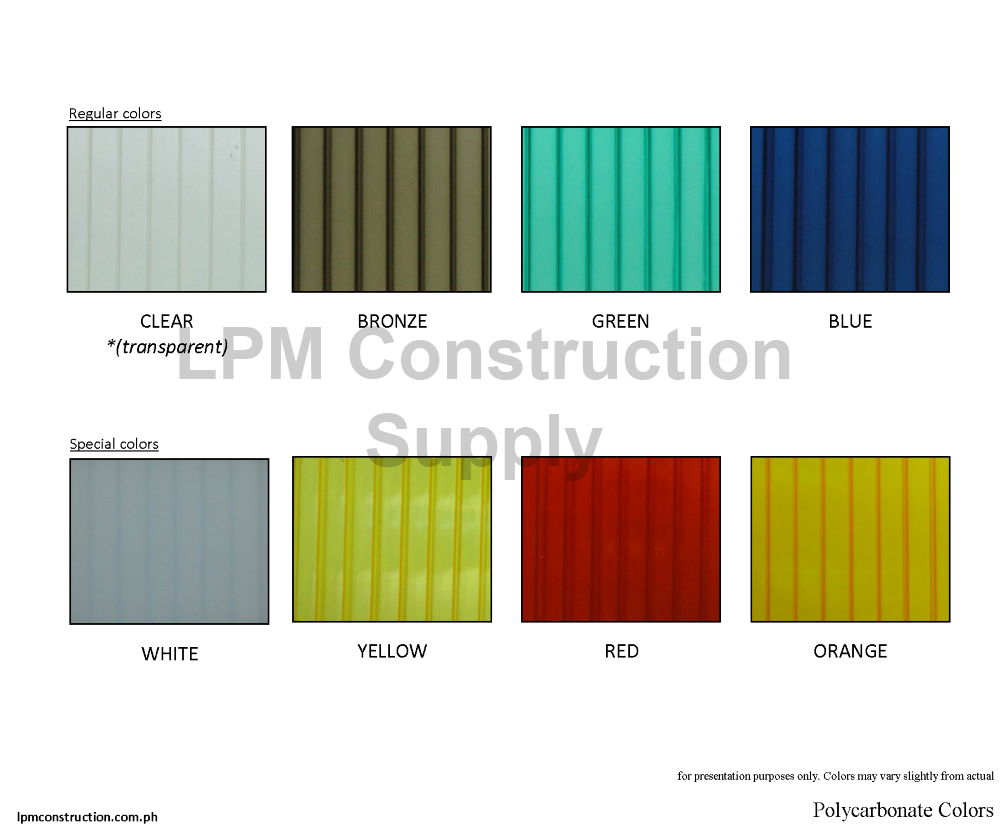 Regular colors
CLEAR
*(transparent)
BRONZE
GREEN
BLUE
LPM Construction
Supply
Special colors
WHITE
YELLOW
RED
ORANGE
for presentation purposes only. Colors may vary slightly from actual
lpmconstruction.com.ph
Polycarbonate Colors